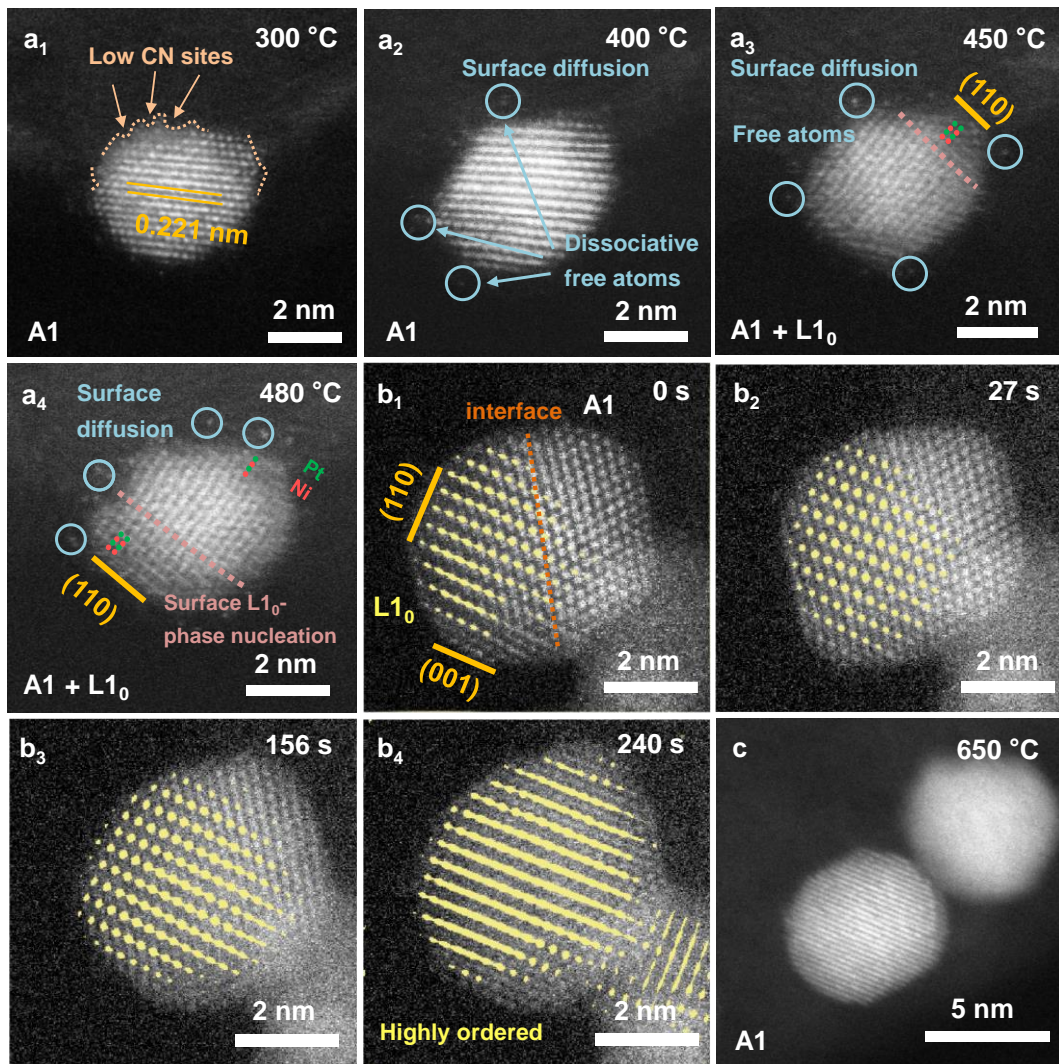 a1 300 °C
Low CN sites
0.221 nm
2 nm
A1
a2 400 °C
Surface diffusion
Dissociative
free atoms
2 nm
A1
a3 450 °C
Surface diffusion
(110)
Free atoms
2 nm
A1 + L10
a4 480 °C
Surface
diffusion
Pt
Ni
(110)
Surface L10-
phase nucleation
2 nm
A1 + L10
b1 0 s
interface A1
(110)
L10
(001)
2 nm
b2 27 s
2 nm
b3 156 s
2 nm
b4 240 s
Highly ordered
2 nm
c 650 °C
5 nm
A1